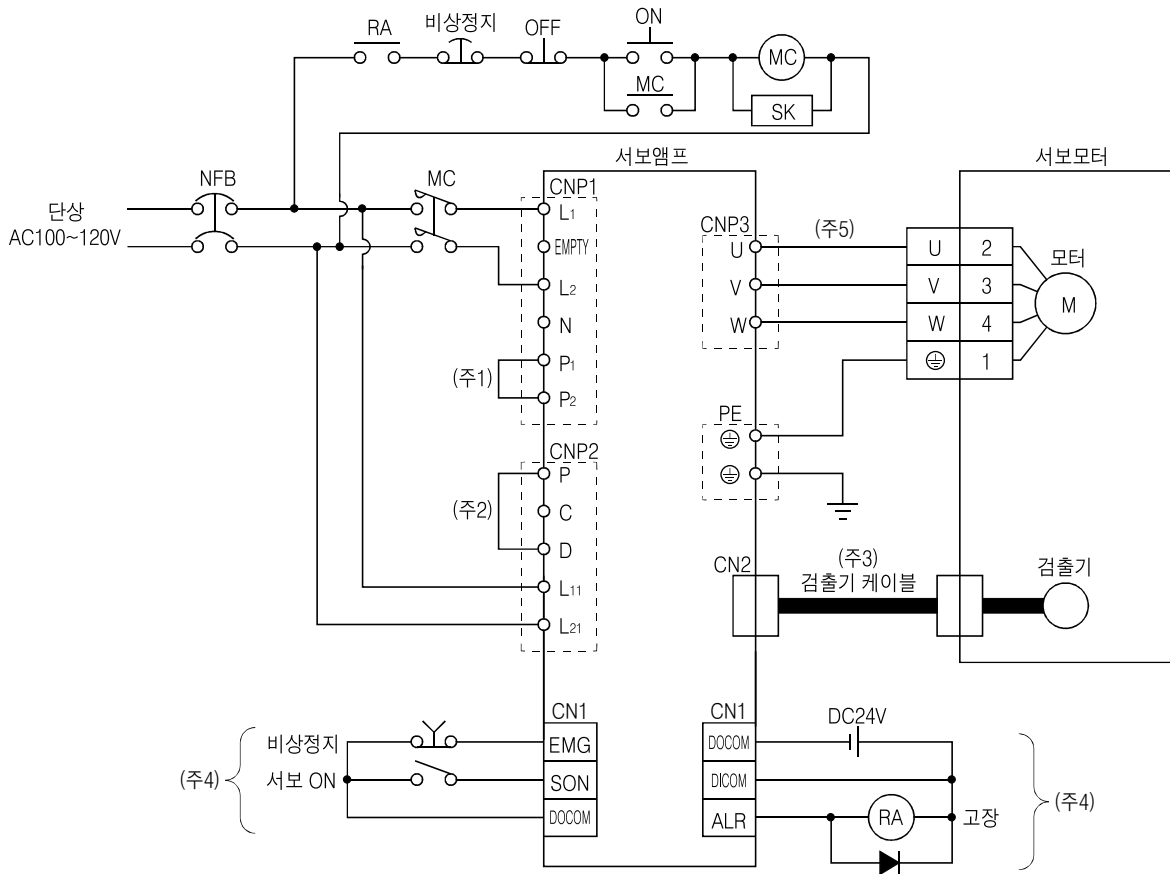 RA
비상정지
OFF
ON
MC
MC
SK
서보앰프
서보모터
NFB
MC
단상
AC100~120V
CNP1
L1
EMPTY
L2
N
P1
P2
(주1)
CNP3
U
V
W
(주5)
U 2
V 3
W 4
1
모터
M
PE
CNP2
P
C
D
L11
L21
(주2)
CN2
(주3)
검출기 케이블
검출기
CN1
EMG
SON
DOCOM
비상정지
서보 ON
(주4)
CN1
DOCOM
DICOM
ALR
DC24V
RA
고장
(주4)